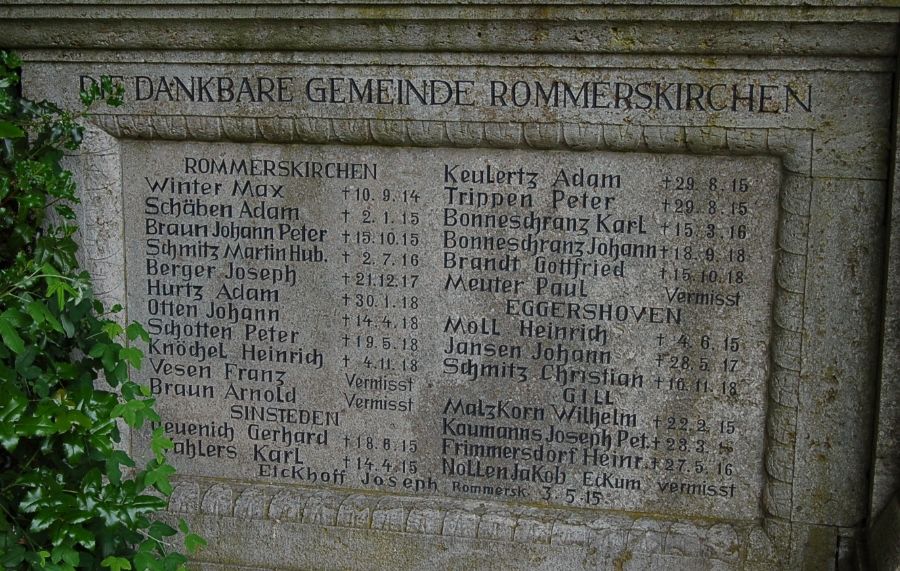 DIE DANKBARE GEMEINDE ROMMERSKIRCHEN
ROMMERSKIRCHEN
Winter Max †10.9.14
Schäben Adam †2.1.15
Braun Johann Peter †15.10.15
Schmitz Martin Hub. †2.7.16
Berger Joseph †21.12.17
Hurtz Adam †30.1.18
Otten Johann †14.4.18
Schotten Peter †19.5.18
Knöchel Heinrich †4.11.18
Vesen Franz Vermisst
Braun Arnold Vermisst
SINSTEDEN
Gerhard †18.6.15
Karl †14.4.15
Eickhoff Joseph Rommersk. 3.5.15
Keulertz Adam †29.8.15
Trippen Peter †29.8.15
Bonneschranz Karl †15.3.16
Bonneschranz Johann †18.9.18
Brandt Gottfried †15.10.18
Meuter Paul Vermisst
EGGERSHOVEN
Moll Heinrich †4.6.15
Jansen Johann †28.5.17
Schmitz Christian †16.11.18
GILL
Malzkorn Wilhelm †22.2.15
Kaumanns Joseph Pet. †23.3.
Frimmersdorf Heinr. †27.5.16
Nollen Jakob Eckum vermisst